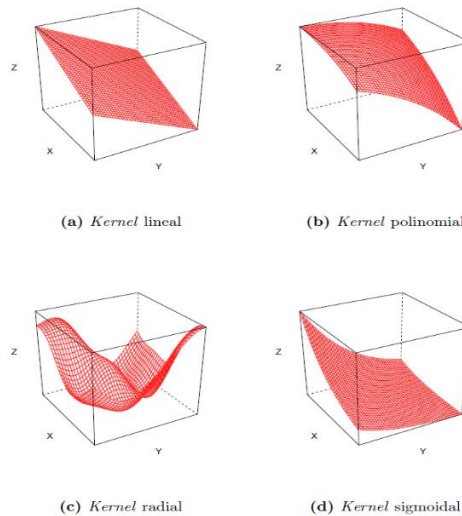 Z
X
Y
Z
X
Y
(a) Kernel lineal
(b) Kernel polinomial
Z
X
Y
Z
X
Y
(c) Kernel radial
(d) Kernel sigmoidal